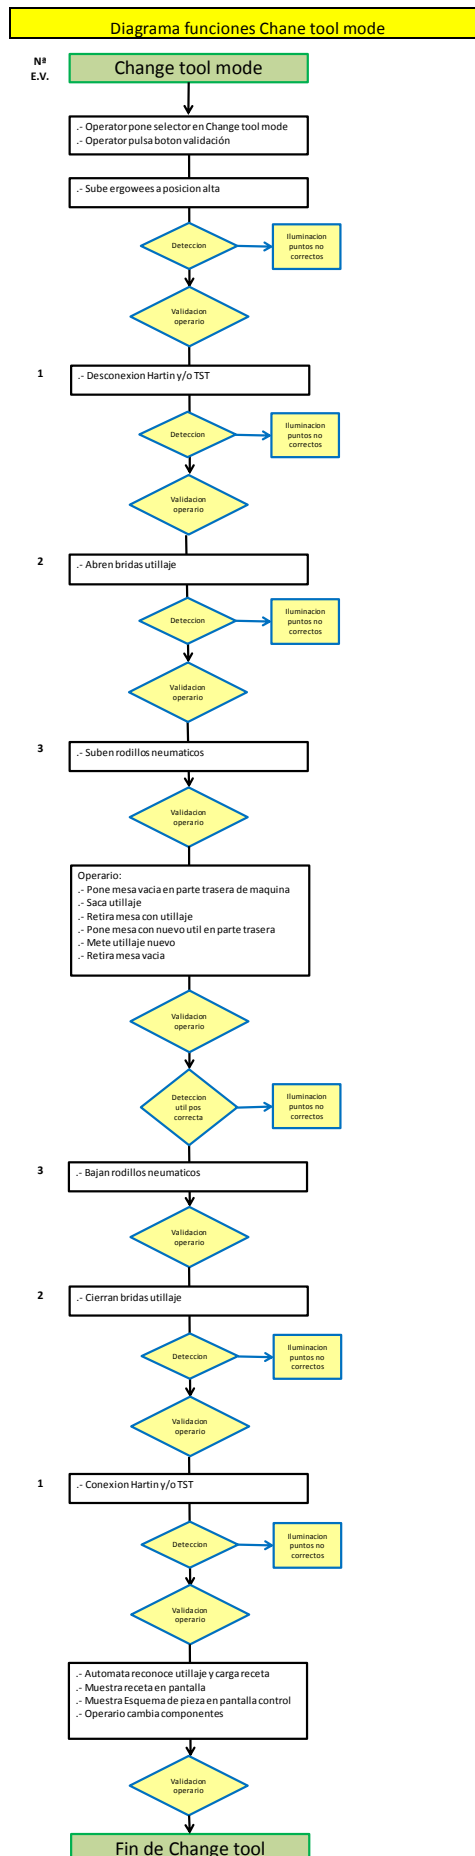 Diagrama funciones Chane tool mode
Nª
E.V.
Change tool mode
.- Operator pone selector en Change tool mode
.- Operator pulsa boton validación
.- Sube ergowees a posicion alta
Deteccion
Iluminacion
puntos no
correctos
Validacion
operario
1
.- Desconexion Hartin y/o TST
Deteccion
Iluminacion
puntos no
correctos
Validacion
operario
2
.- Abren bridas utillaje
Deteccion
Iluminacion
puntos no
correctos
Validacion
operario
3
.- Suben rodillos neumaticos
Validacion
operario
Operario:
.- Pone mesa vacia en parte trasera de maquina
.- Saca utillaje
.- Retira mesa con utillaje
.- Pone mesa con nuevo util en parte trasera
.- Mete utillaje nuevo
.- Retira mesa vacia
Validacion
operario
Deteccion
util pos
correcta
Iluminacion
puntos no
correctos
3
.- Bajan rodillos neumaticos
Validacion
operario
2
.- Cierran bridas utillaje
Deteccion
Iluminacion
puntos no
correctos
Validacion
operario
1
.- Conexion Hartin y/o TST
Deteccion
Iluminacion
puntos no
correctos
Validacion
operario
.- Automata reconoce utillaje y carga receta
.- Muestra receta en pantalla
.- Muestra Esquema de pieza en pantalla control
.- Operario cambia componentes
Validacion
operario
Fin de Change tool